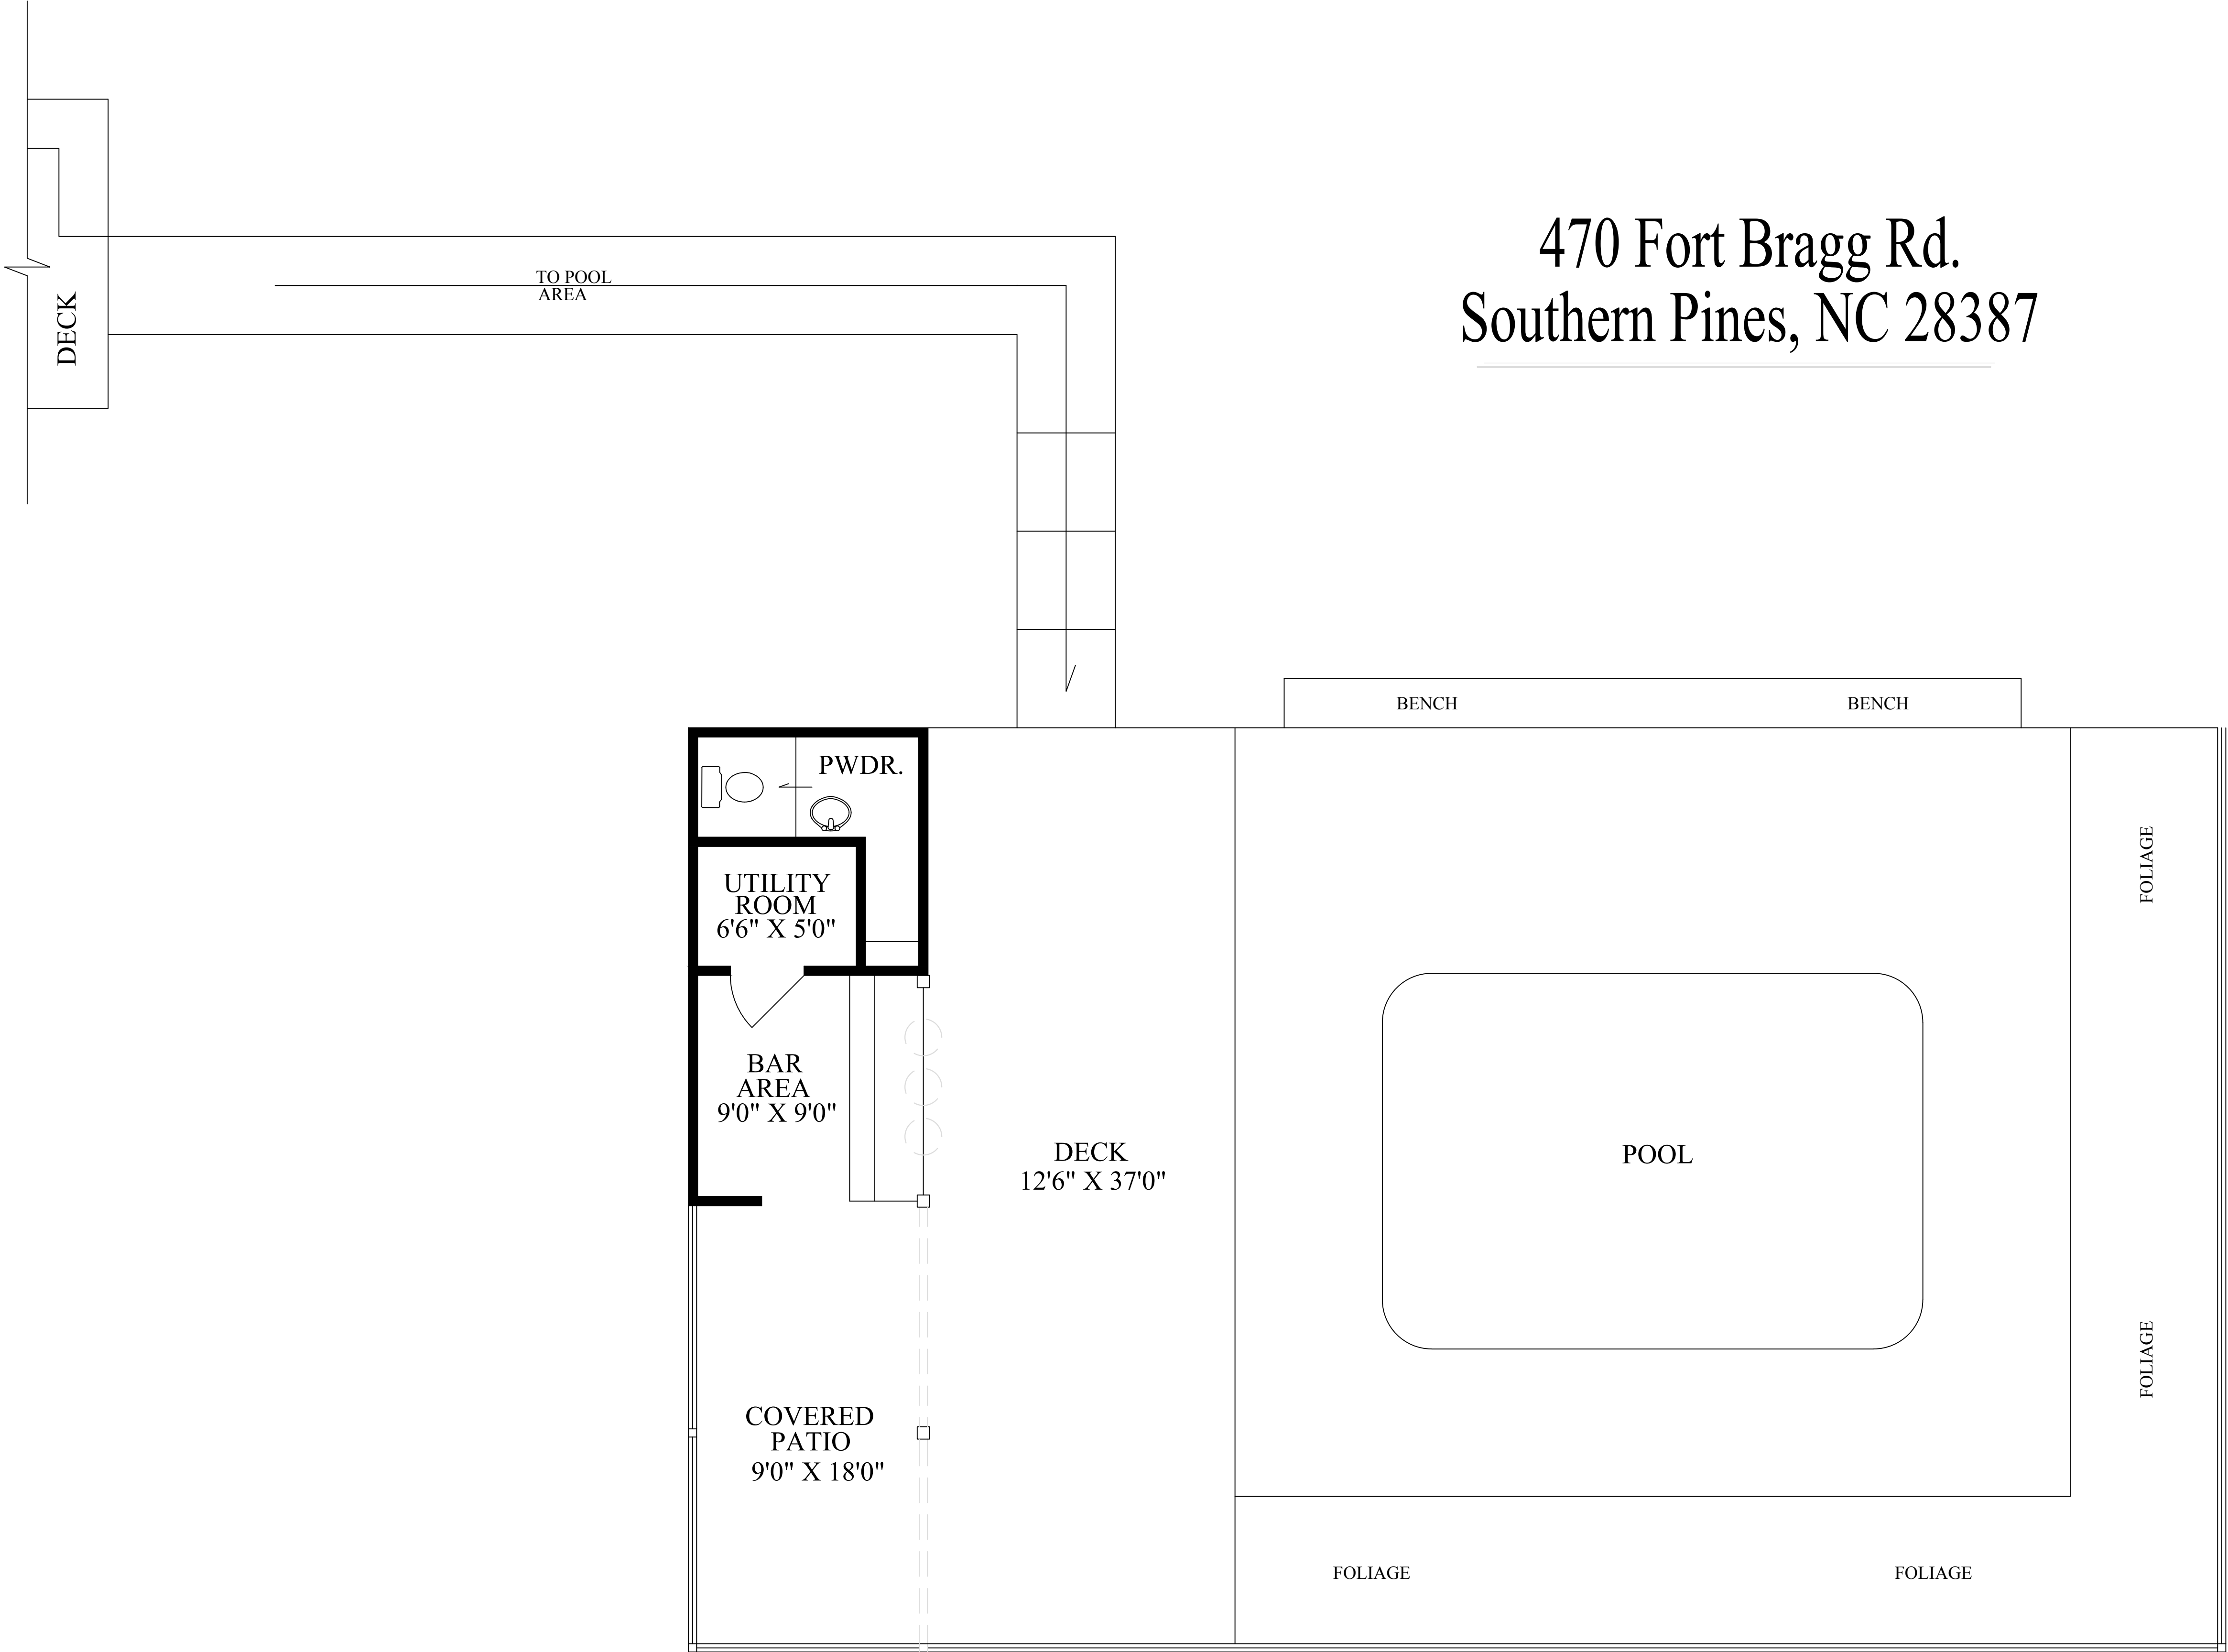 470 Fort Bragg Rd.
Southern Pines, NC 28387
TO POOL
AREA
DECK
BENCH
BENCH
PWDR.
FOLIAGE
UTILITY
ROOM
6'6" X 5'0"
BAR
AREA
9'0" X 9'0"
DECK
12'6" X 37'0"
POOL
FOLIAGE
COVERED
PATIO
9'0" X 18'0"
FOLIAGE
FOLIAGE